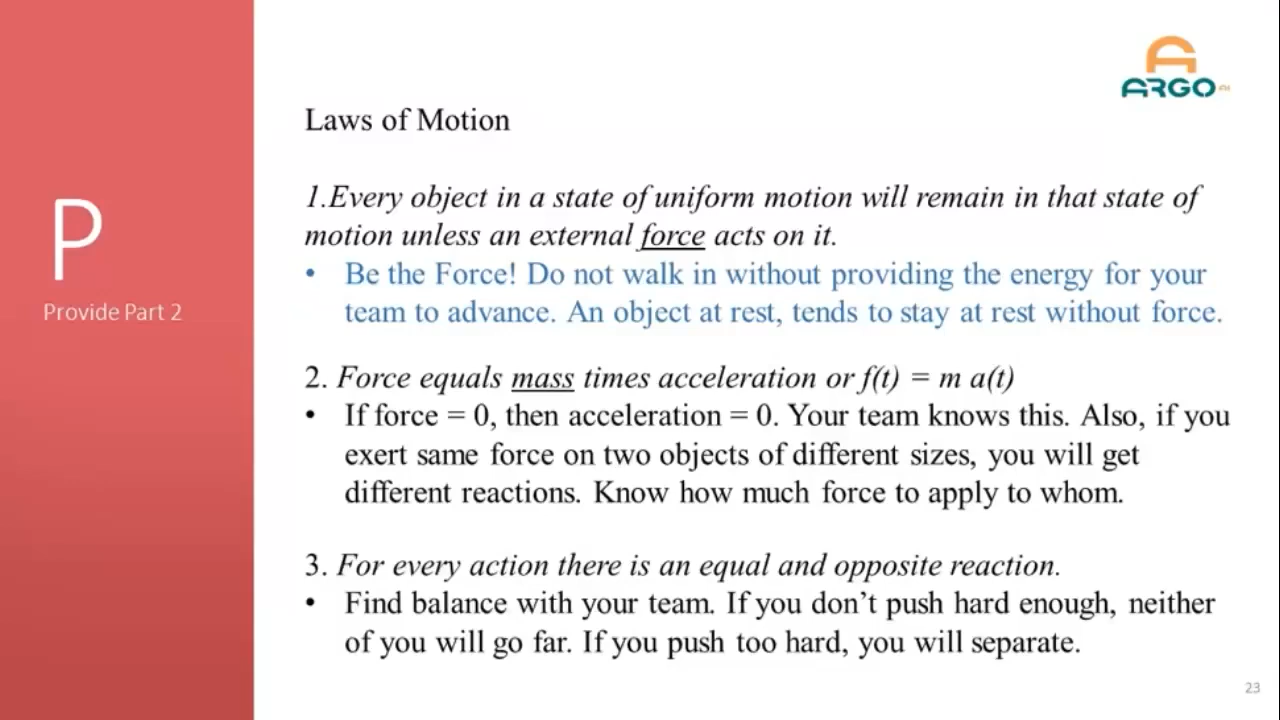 ARGO AI
Laws of Motion
1.Every object in a state of uniform motion will remain in that state of
motion unless an external force acts on it.
• Be the Force! Do not walk in without providing the energy for your
team to advance. An object at rest, tends to stay at rest without force.
P
Provide Part 2
2. Force equals mass times acceleration or f(t) = m a(t)
• If force = 0, then acceleration = 0. Your team knows this. Also, if you
exert same force on two objects of different sizes, you will get
different reactions. Know how much force to apply to whom.
3. For every action there is an equal and opposite reaction.
• Find balance with your team. If you don’t push hard enough, neither
of you will go far. If you push too hard, you will separate.
23